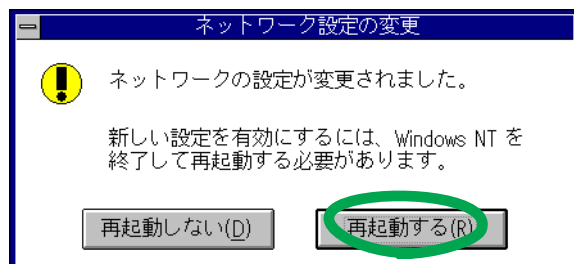 ネットワーク設定の変更
ネットワークの設定が変更されました。
新しい設定を有効にするには、Windows NT を
終了して再起動する必要があります。
再起動しない(D)
再起動する(R)